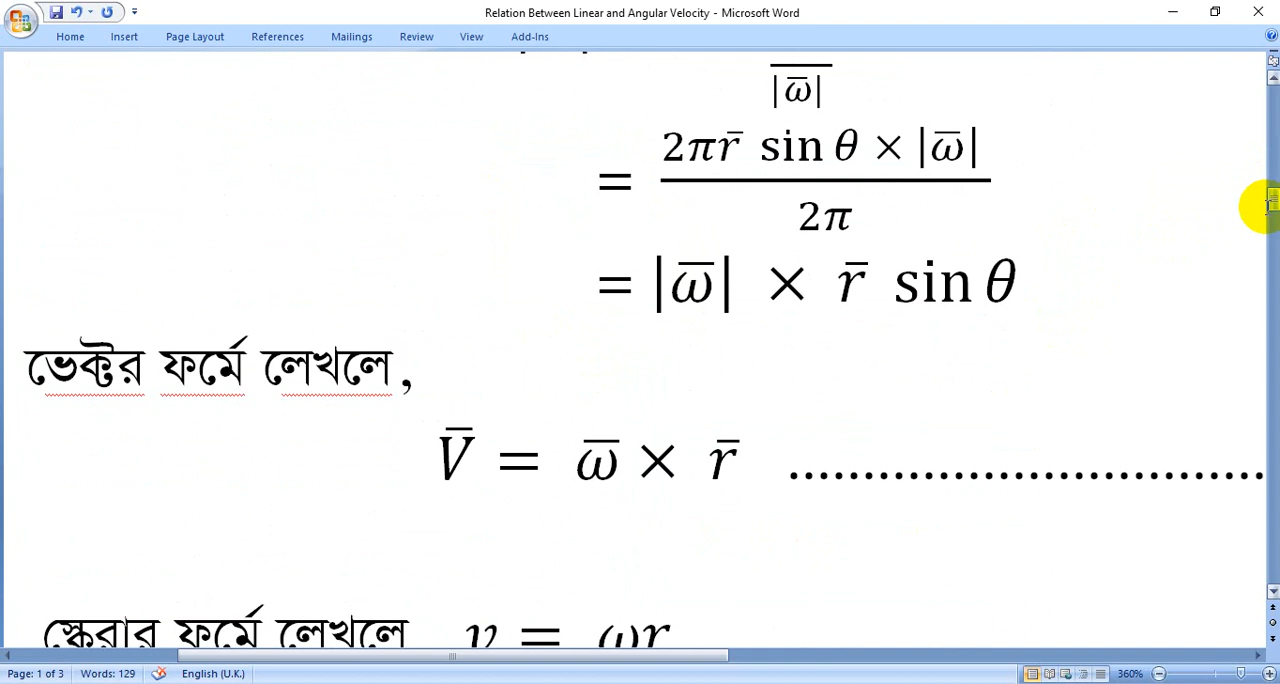 Relation Between Linear and Angular Velocity - Microsoft Word
Home Insert Page Layout References Mailings Review View Add-Ins
|ω̅|
= 2πr̅ sin θ × |ω̅|
2π
= |ω̅| × r̅ sin θ
ভেক্টর ফর্মে লেখলে,
V̅ = ω̅ × r̅ ................................
স্কেরার ফর্মে লেখলে v = ωr
Page: 1 of 3 Words: 129 English (U.K.) 360%